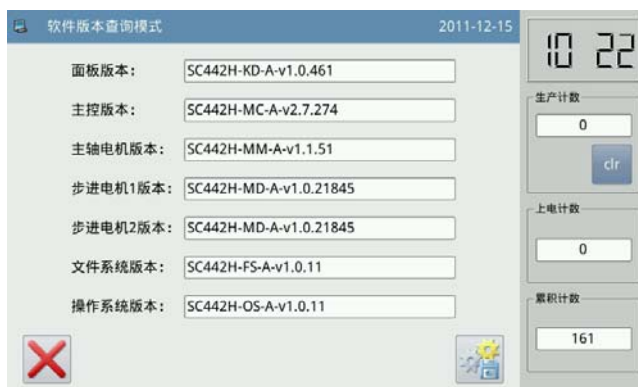 软件版本查询模式 2011-12-15
面板版本： SC442H-KD-A-v1.0.461
主控版本： SC442H-MC-A-v2.7.274
主轴电机版本： SC442H-MM-A-v1.1.51
步进电机1版本： SC442H-MD-A-v1.0.21845
步进电机2版本： SC442H-MD-A-v1.0.21845
文件系统版本： SC442H-FS-A-v1.0.11
操作系统版本： SC442H-OS-A-v1.0.11
10 22
生产计数
0
clr
上电计数
0
累积计数
161